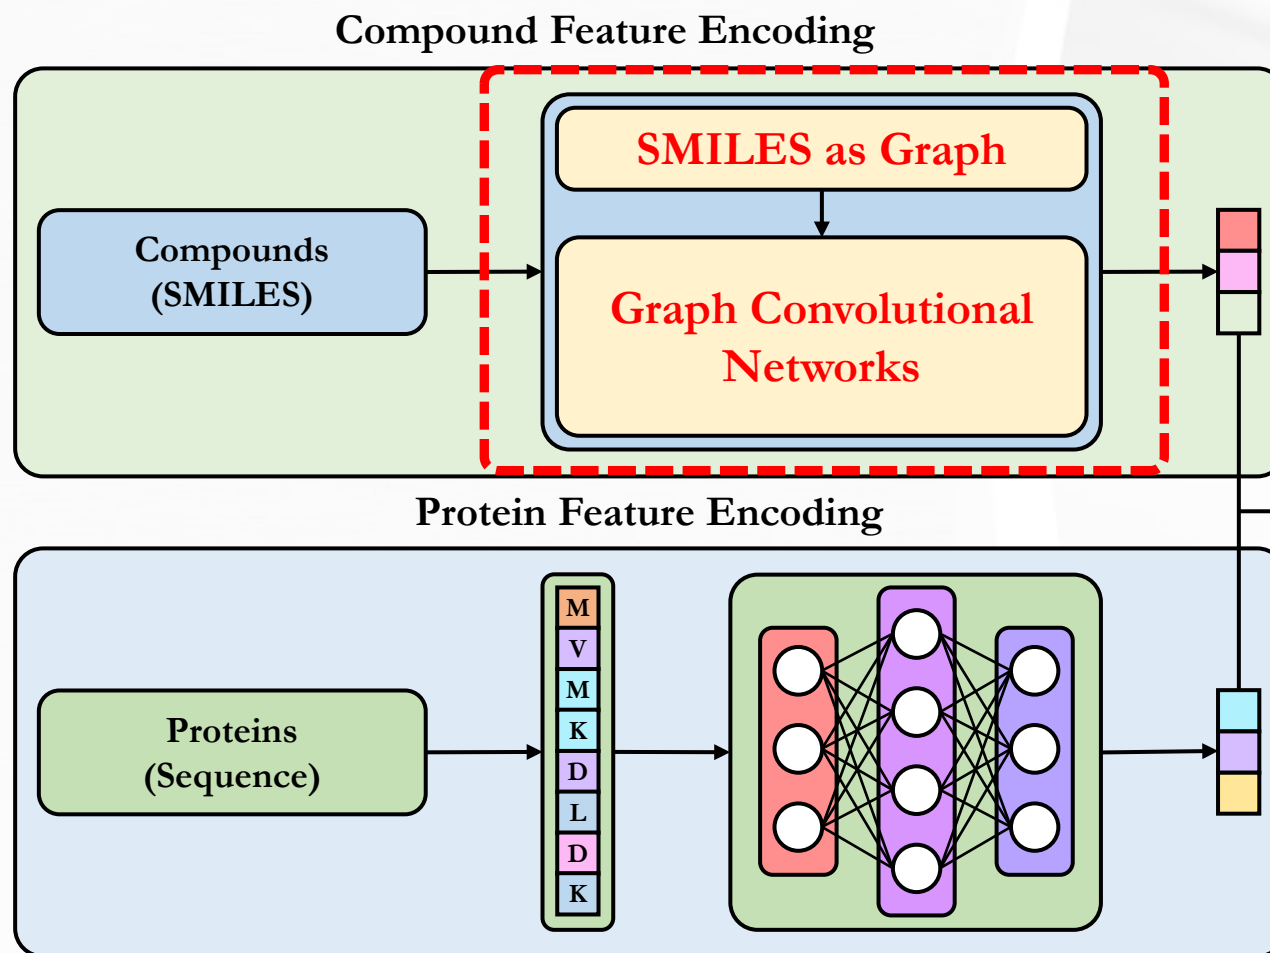 Compound Feature Encoding
SMILES as Graph
Compounds
(SMILES)
Graph Convolutional
Networks
Protein Feature Encoding
Proteins
(Sequence)
M
V
M
K
D
L
D
K